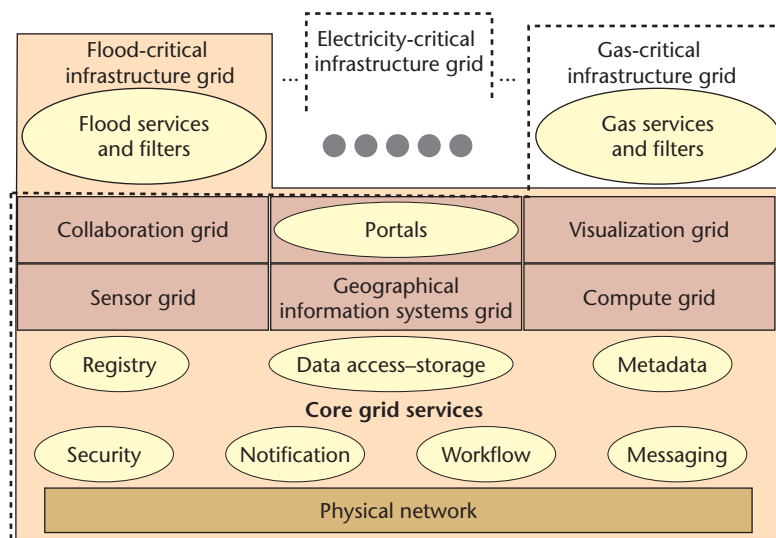 Flood-critical
infrastructure grid
...
Electricity-critical
infrastructure grid
...
Gas-critical
infrastructure grid
Flood services
and filters
Gas services
and filters
Collaboration grid
Portals
Visualization grid
Sensor grid
Geographical
information systems grid
Compute grid
Registry
Data access–storage
Metadata
Core grid services
Security
Notification
Workflow
Messaging
Physical network